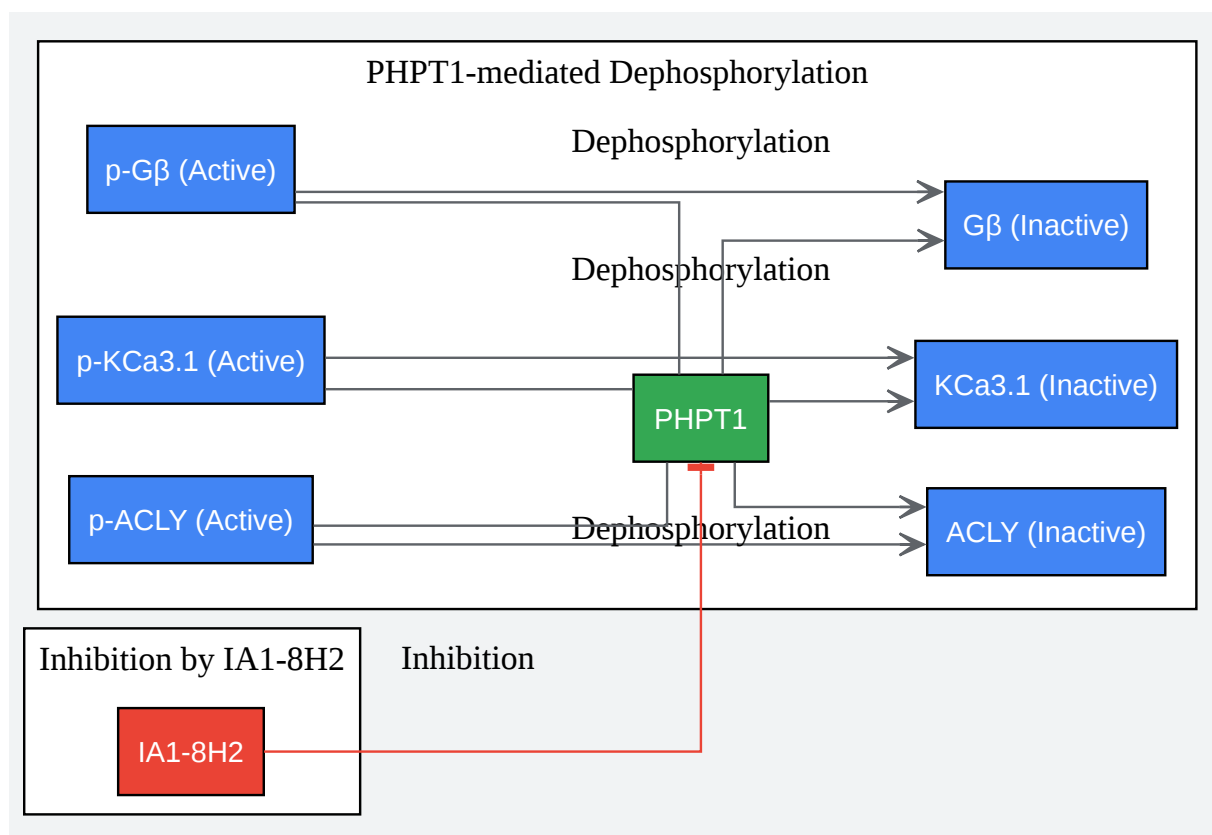 PHPT1-mediated Dephosphorylation
Dephosphorylation
p-Gβ (Active)
Gβ (Inactive)
Dephosphorylation
p-KCa3.1 (Active)
KCa3.1 (Inactive)
PHPT1
p-ACLY (Active)
Dephosphorylation
ACLY (Inactive)
Inhibition by IA1-8H2
Inhibition
IA1-8H2